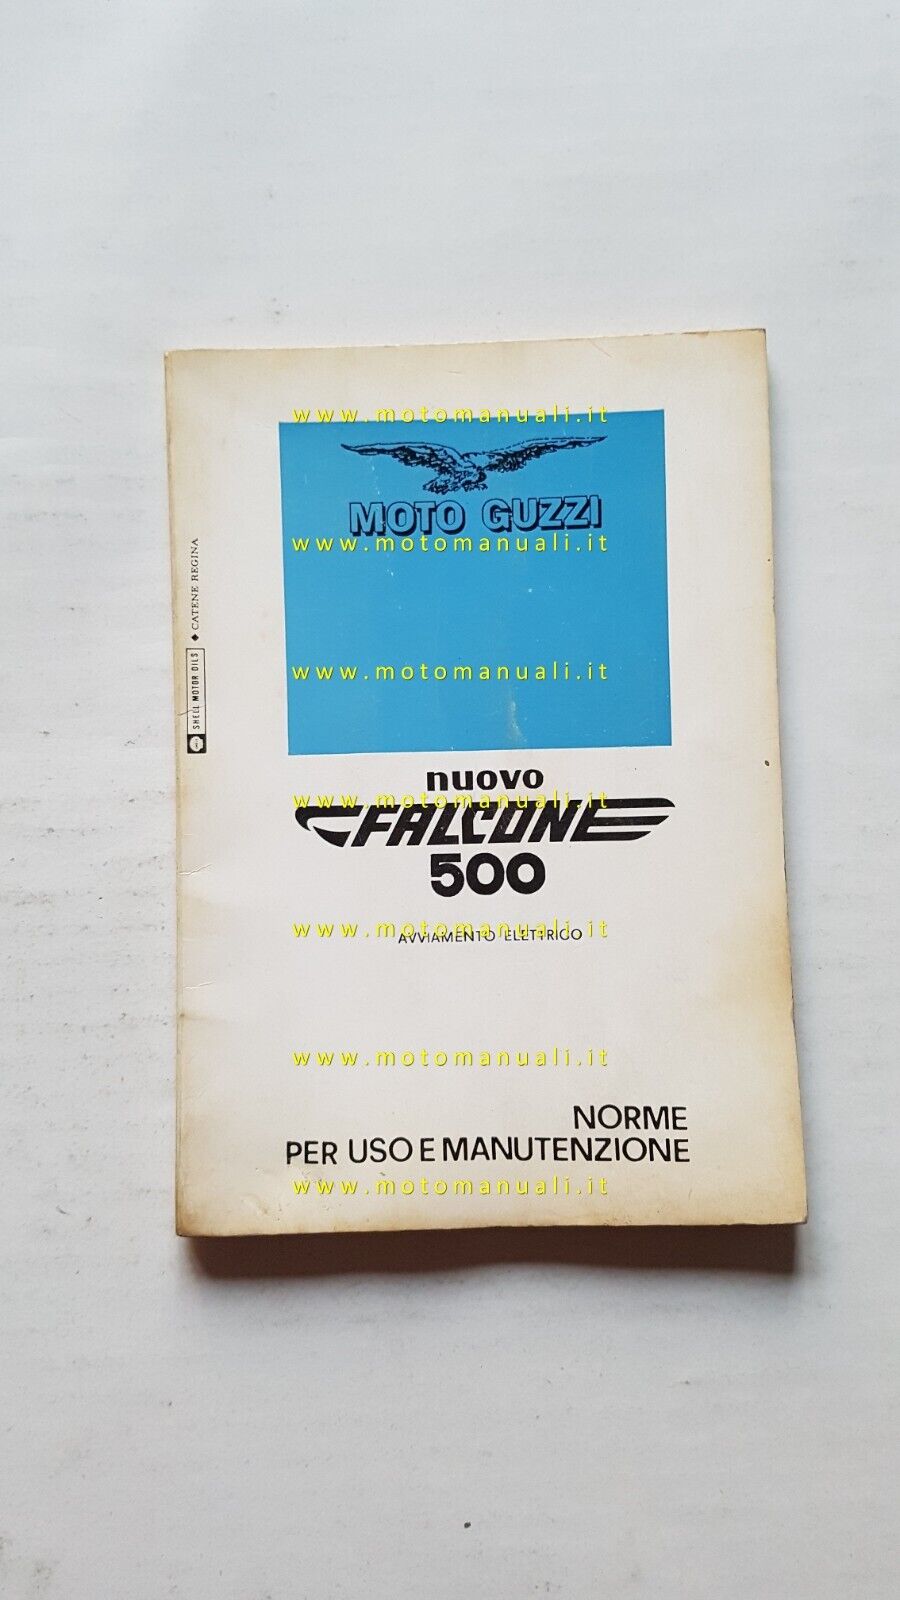 www.motomanuali.it
MOTO GUZZI
www.motomanuali.it
www.motomanuali.it
nuovo
www.motomanuali.it
FALCONE
500
www.motomanuali.it
AVVIAMENTO ELETTRICO
www.motomanuali.it
NORME
PER USO E MANUTENZIONE
www.motomanuali.it
SHELL MOTOR OILS ◆ CATENE REGINA